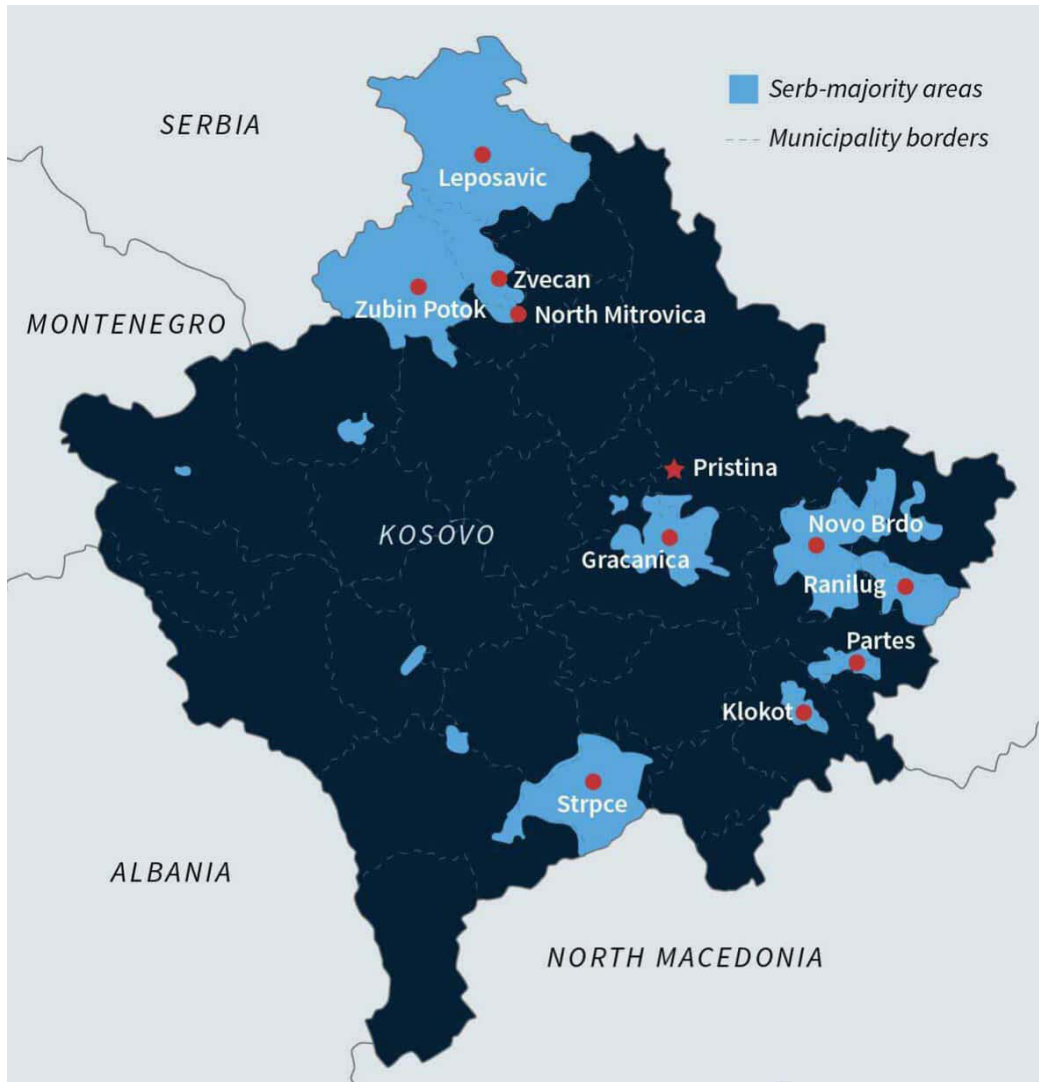 Serb-majority areas
SERBIA
Municipality borders
Leposavic
Zvecan
Zubin Potok
North Mitrovica
MONTENEGRO
Pristina
Novo Brdo
KOSOVO
Gracanica
Ranilug
Partes
Klokot
Strpce
ALBANIA
NORTH MACEDONIA